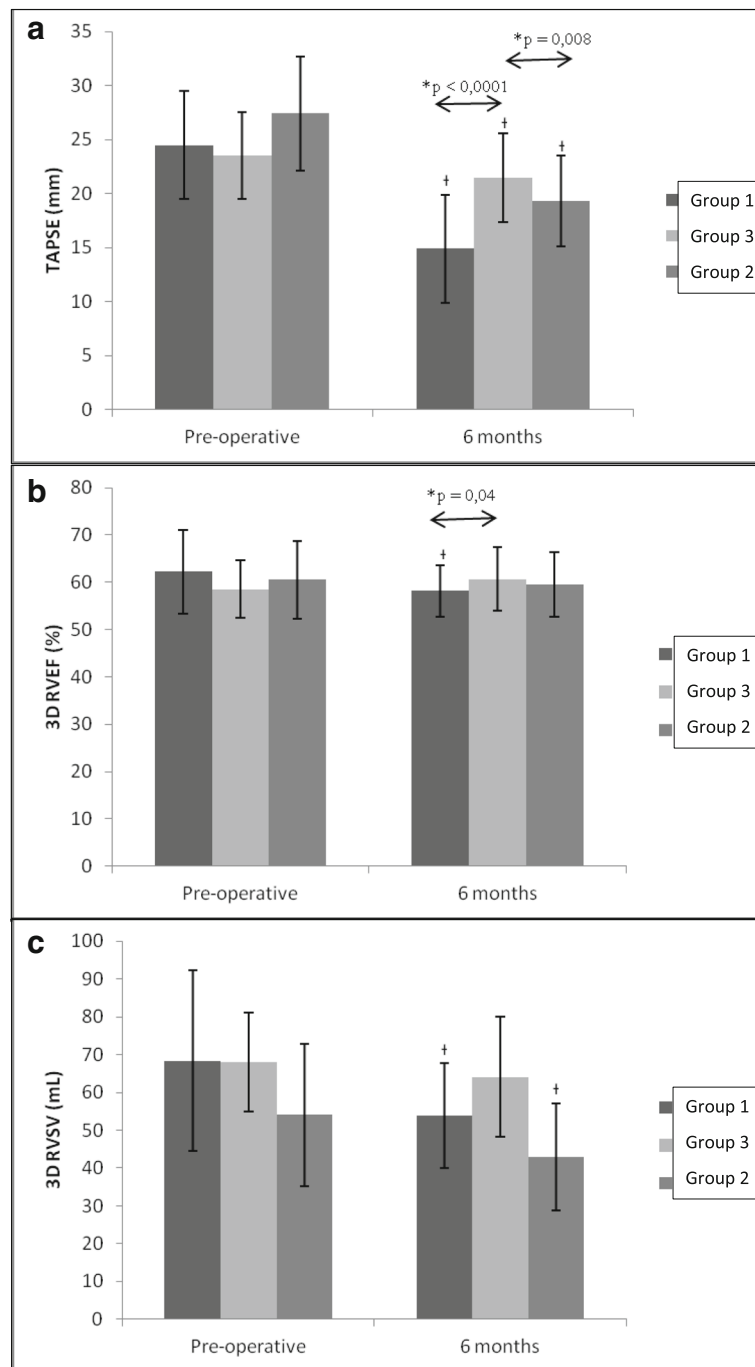 a
35
30
25
20
15
10
5
0
TAPSE (mm)
*p < 0,0001
*p = 0,008
ƚ
ƚ
ƚ
Pre-operative
6 months
Group 1
Group 3
Group 2
b
80
70
60
50
40
30
20
10
0
3D RVEF (%)
*p = 0,04
ƚ
Pre-operative
6 months
Group 1
Group 3
Group 2
c
100
90
80
70
60
50
40
30
20
10
0
3D RVSV (mL)
ƚ
ƚ
Pre-operative
6 months
Group 1
Group 3
Group 2